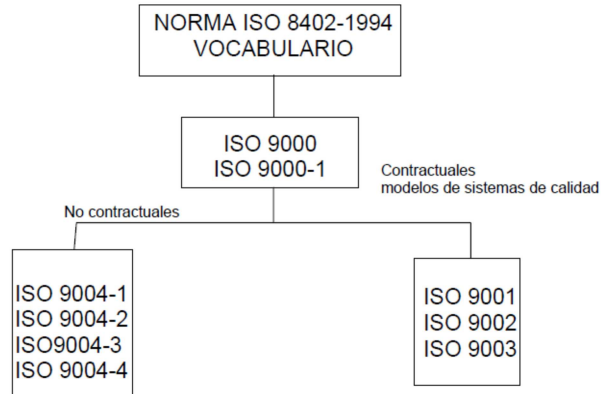 NORMA ISO 8402-1994
VOCABULARIO
ISO 9000
ISO 9000-1
Contractuales
modelos de sistemas de calidad
No contractuales
ISO 9004-1
ISO 9004-2
ISO9004-3
ISO 9004-4
ISO 9001
ISO 9002
ISO 9003